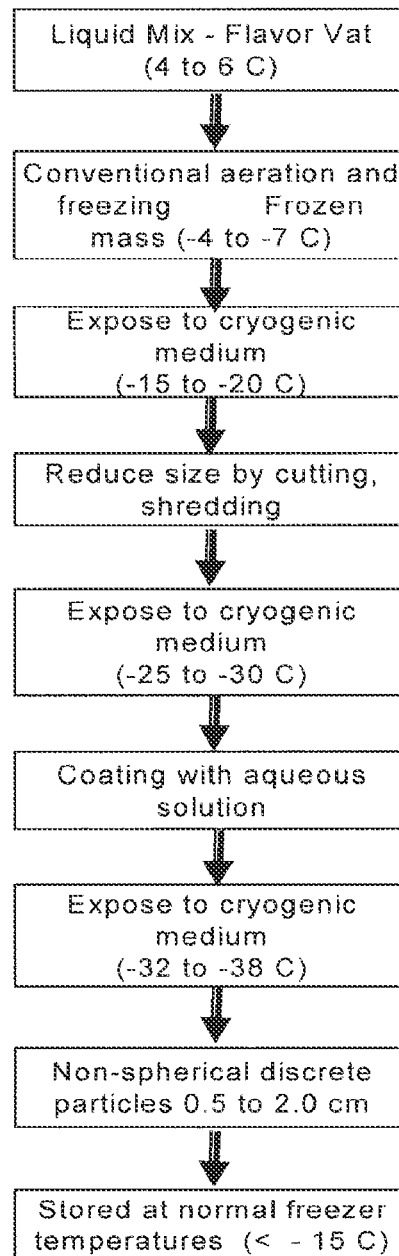 Liquid Mix - Flavor Vat
(4 to 6 C)
Conventional aeration and
freezing Frozen
mass (-4 to -7 C)
Expose to cryogenic
medium
(-15 to -20 C)
Reduce size by cutting,
shredding
Expose to cryogenic
medium
(-25 to -30 C)
Coating with aqueous
solution
Expose to cryogenic
medium
(-32 to -38 C)
Non-spherical discrete
particles 0.5 to 2.0 cm
Stored at normal freezer
temperatures (< - 15 C)